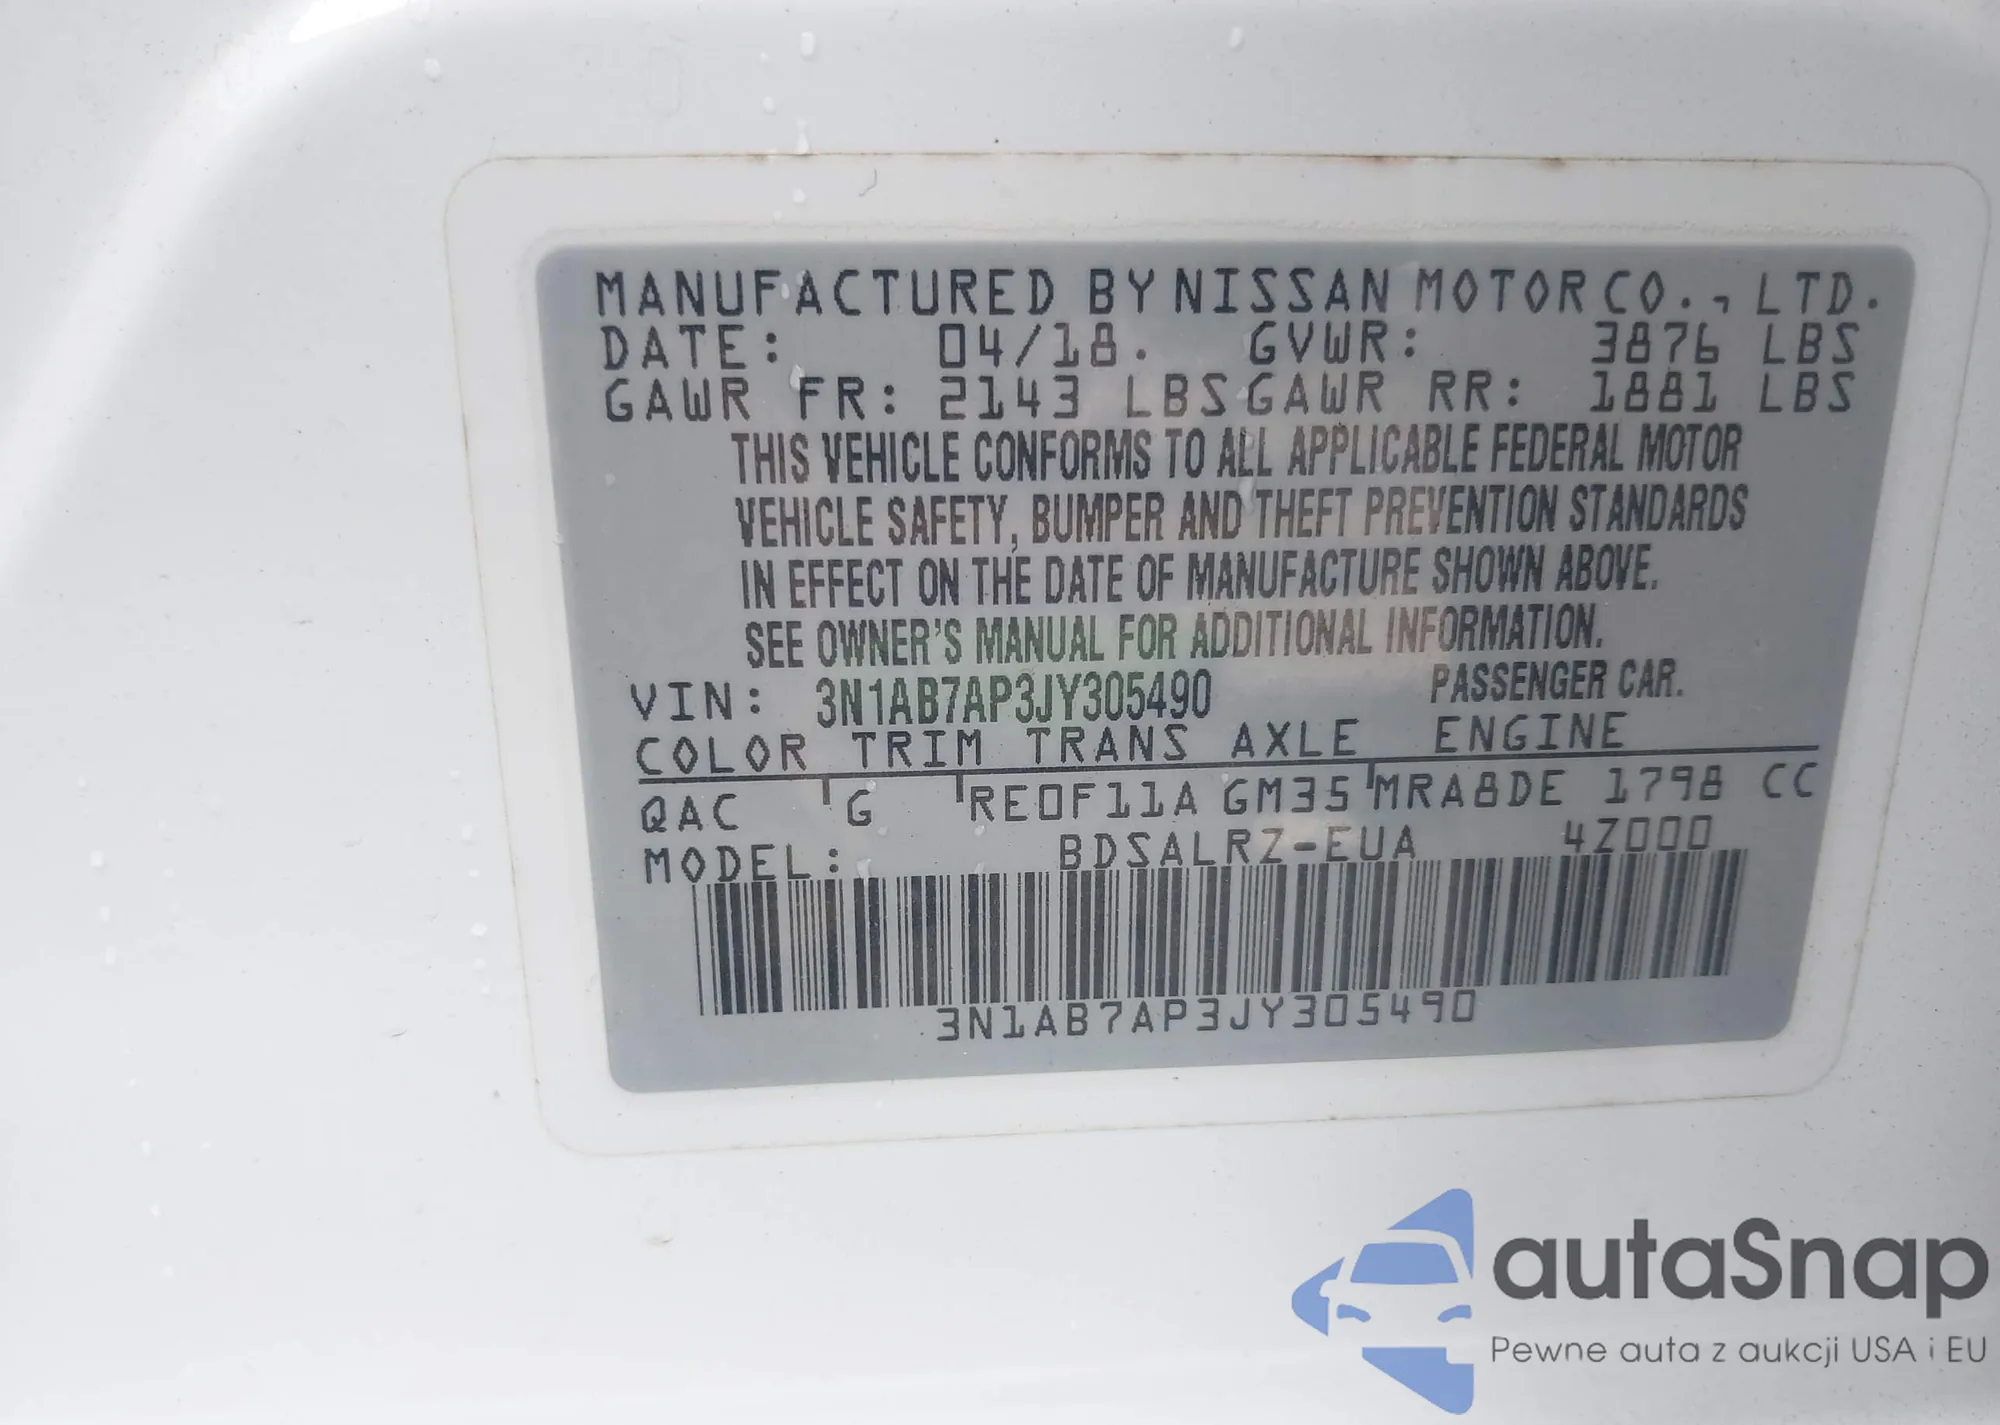 MANUFACTURED BY NISSAN MOTOR CO., LTD.
DATE: 04/18. GVWR: 3876 LBS
GAWR FR: 2143 LBS GAWR RR: 1881 LBS
THIS VEHICLE CONFORMS TO ALL APPLICABLE FEDERAL MOTOR
VEHICLE SAFETY, BUMPER AND THEFT PREVENTION STANDARDS
IN EFFECT ON THE DATE OF MANUFACTURE SHOWN ABOVE.
SEE OWNER'S MANUAL FOR ADDITIONAL INFORMATION.
VIN: 3N1AB7AP3JY305490 PASSENGER CAR.
COLOR TRIM TRANS AXLE ENGINE
QAC G RE0F11A GM35 MRA8DE 1798 CC
MODEL: BDSALRZ-EUA 4Z000
3N1AB7AP3JY305490
autaSnap
Pewne auta z aukcji USA i EU